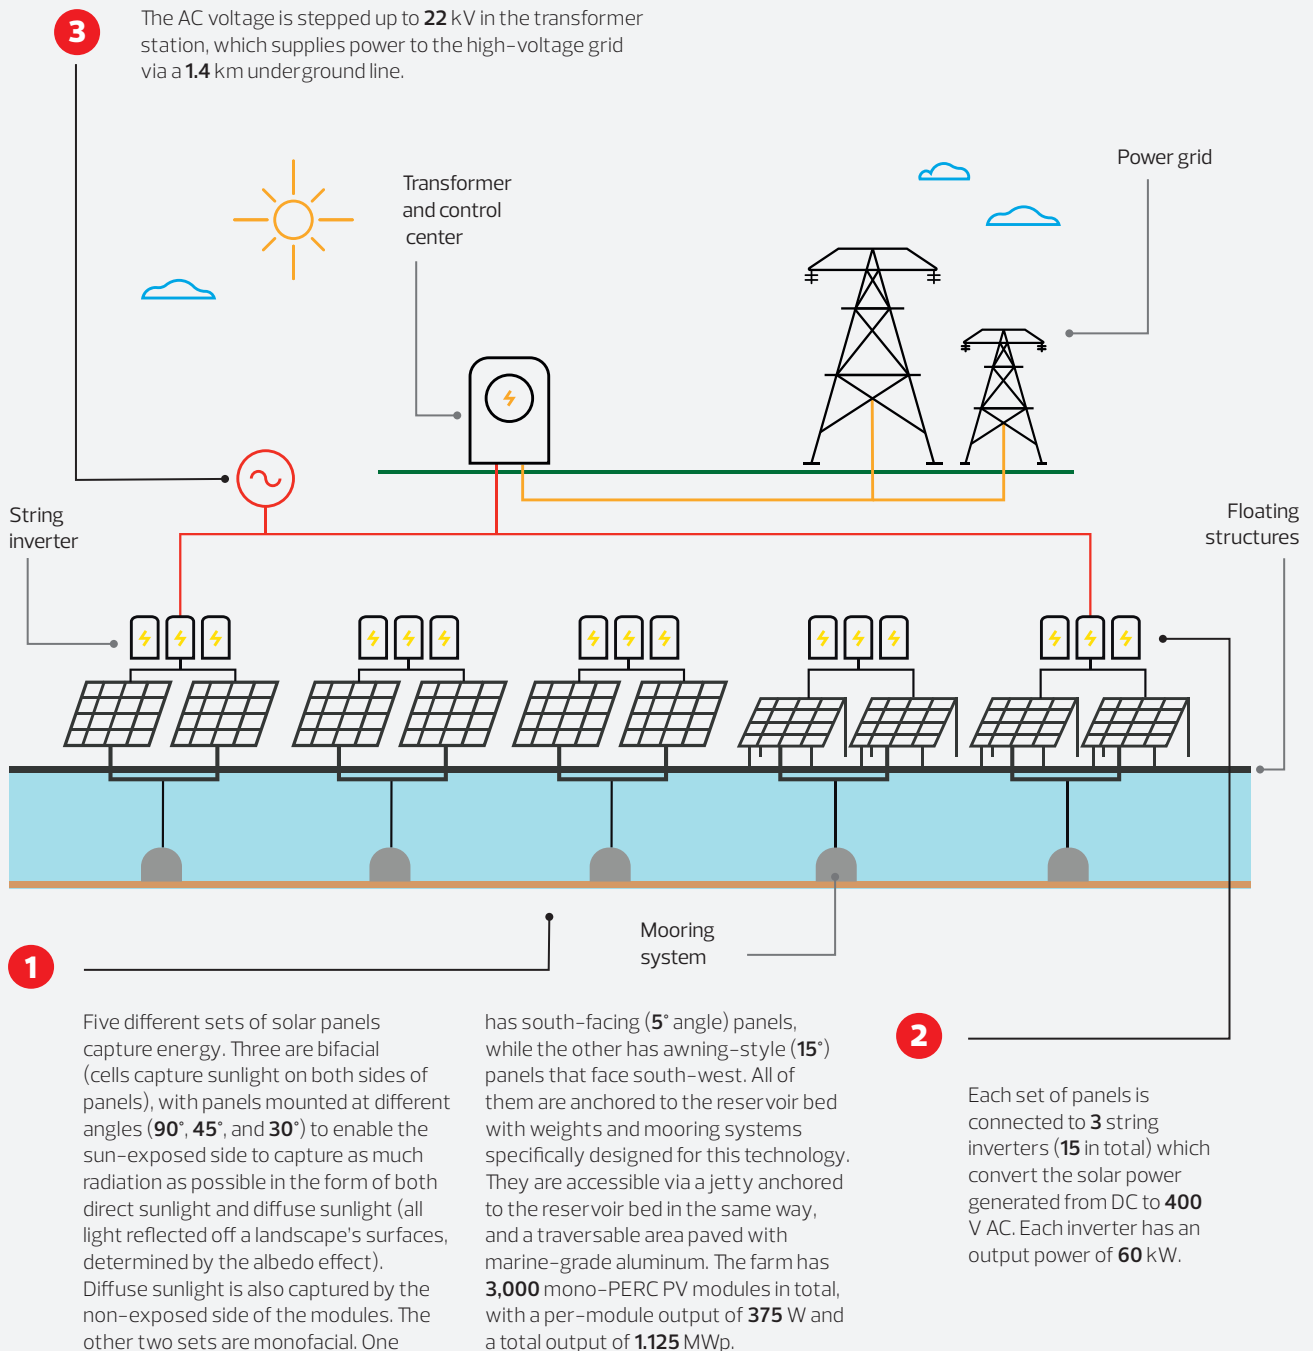 3
The AC voltage is stepped up to 22 kV in the transformer
station, which supplies power to the high-voltage grid
via a 1.4 km underground line.
Transformer
and control
center
Power grid
String
inverter
Floating
structures
Mooring
system
1
Five different sets of solar panels
capture energy. Three are bifacial
(cells capture sunlight on both sides of
panels), with panels mounted at different
angles (90°, 45°, and 30°) to enable the
sun-exposed side to capture as much
radiation as possible in the form of both
direct sunlight and diffuse sunlight (all
light reflected off a landscape's surfaces,
determined by the albedo effect).
Diffuse sunlight is also captured by the
non-exposed side of the modules. The
other two sets are monofacial. One
has south-facing (5° angle) panels,
while the other has awning-style (15°)
panels that face south-west. All of
them are anchored to the reservoir bed
with weights and mooring systems
specifically designed for this technology.
They are accessible via a jetty anchored
to the reservoir bed in the same way,
and a traversable area paved with
marine-grade aluminum. The farm has
3,000 mono-PERC PV modules in total,
with a per-module output of 375 W and
a total output of 1.125 MWp.
2
Each set of panels is
connected to 3 string
inverters (15 in total) which
convert the solar power
generated from DC to 400
V AC. Each inverter has an
output power of 60 kW.